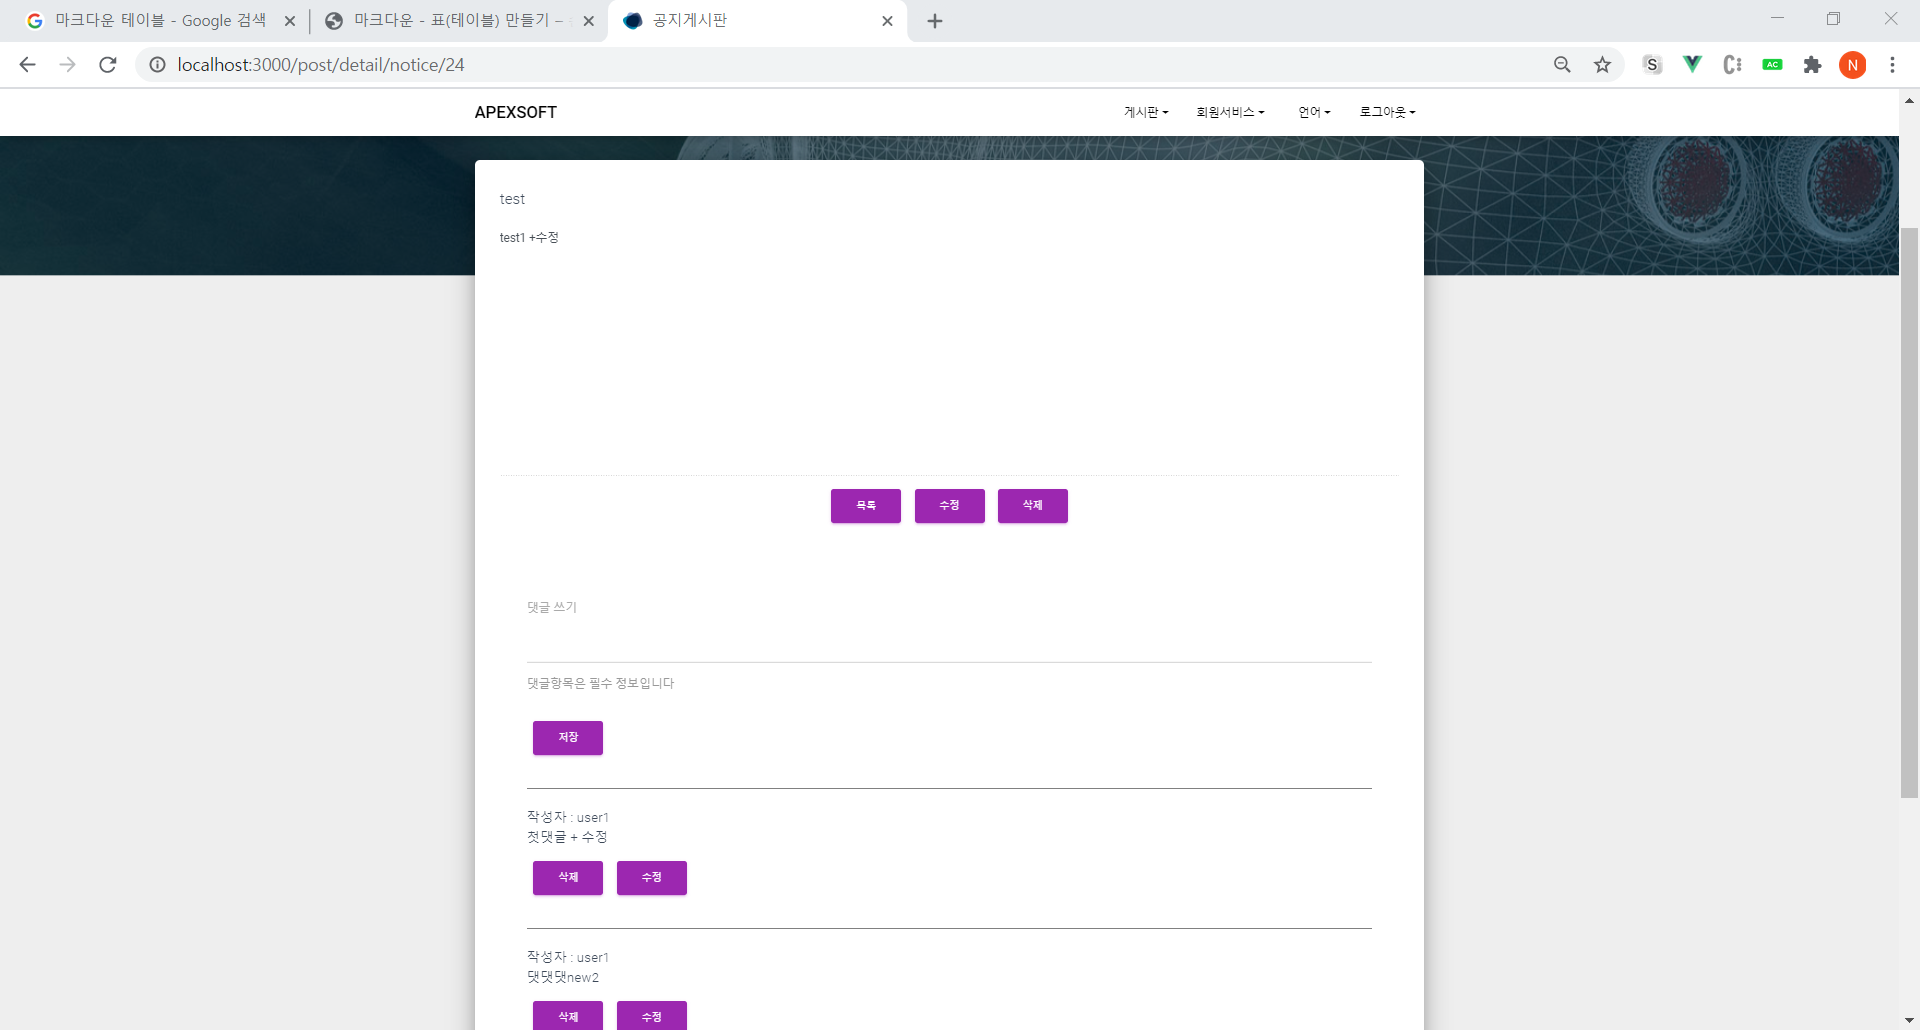 마크다운 테이블 - Google 검색
마크다운 - 표(테이블) 만들기 –
공지게시판
localhost:3000/post/detail/notice/24
S
AC
N
APEXSOFT
게시판
회원서비스
언어
로그아웃
test
test1 +수정
목록
수정
삭제
댓글 쓰기
댓글항목은 필수 정보입니다
저장
작성자 : user1
첫댓글 + 수정
삭제
수정
작성자 : user1
댓댓댓new2
삭제
수정